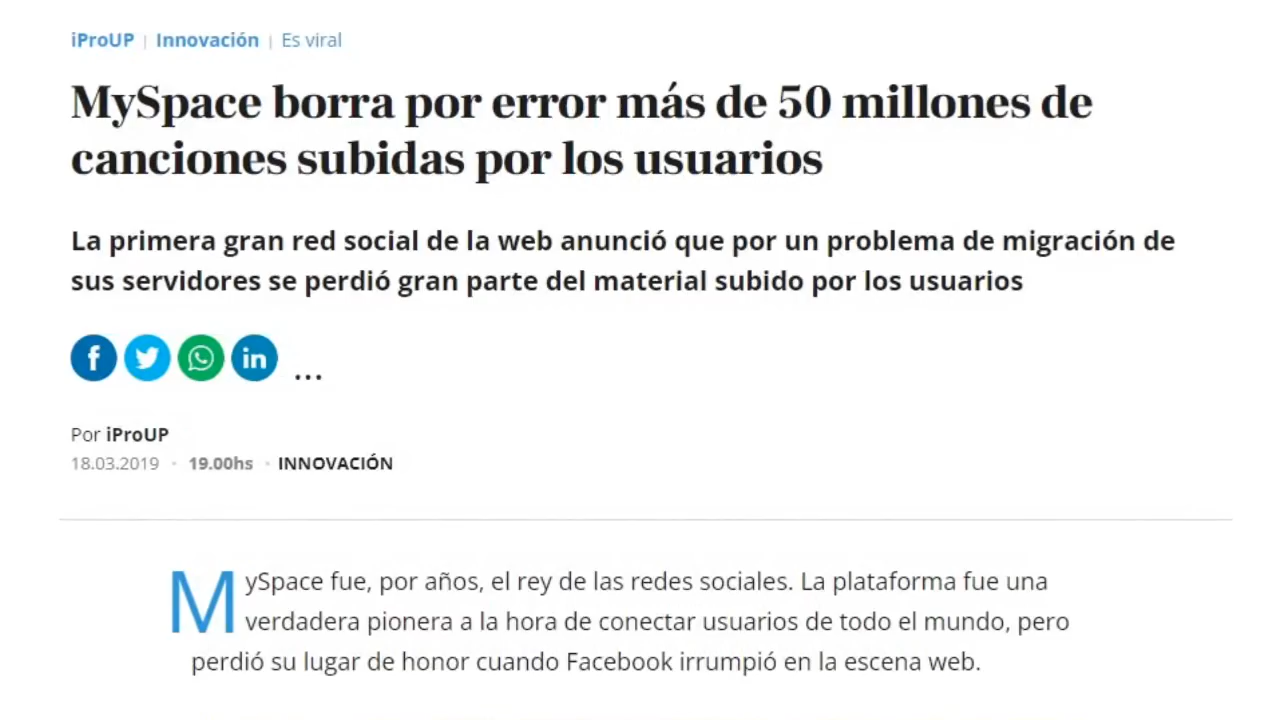 iProUP | Innovación | Es viral
MySpace borra por error más de 50 millones de
canciones subidas por los usuarios
La primera gran red social de la web anunció que por un problema de migración de
sus servidores se perdió gran parte del material subido por los usuarios
...
Por iProUP
18.03.2019 • 19.00hs • INNOVACIÓN
MySpace fue, por años, el rey de las redes sociales. La plataforma fue una
verdadera pionera a la hora de conectar usuarios de todo el mundo, pero
perdió su lugar de honor cuando Facebook irrumpió en la escena web.